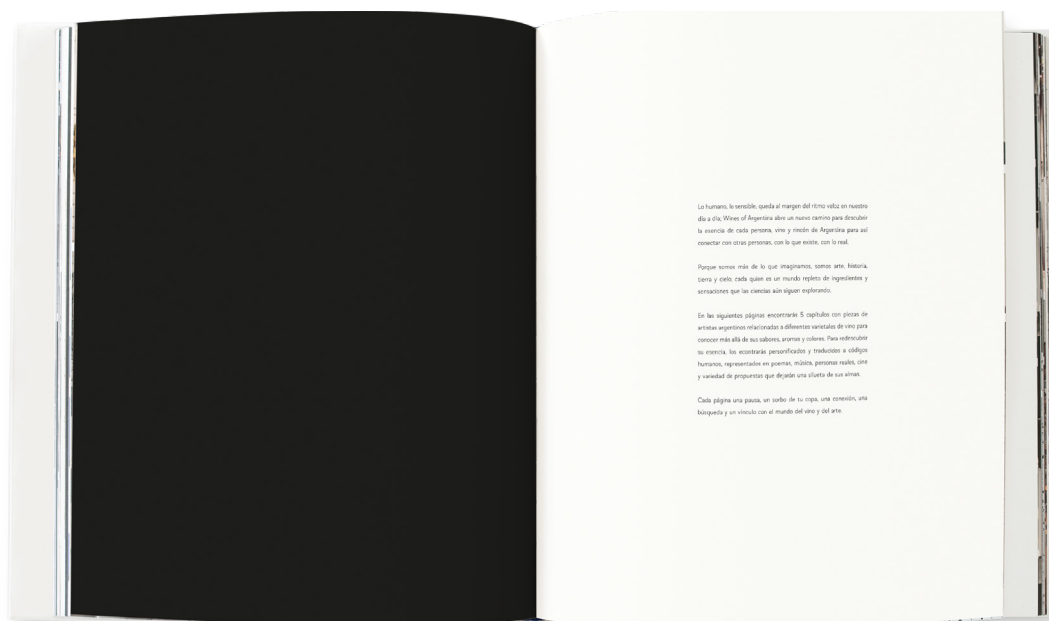 Lo humano, lo sensible, queda al margen del ritmo veloz en nuestro
día a día; Wines of Argentina abre un nuevo camino para descubrir
la esencia de cada persona, vino y rincón de Argentina para así
conectar con otras personas, con lo que existe, con lo real.
Porque somos más de lo que imaginamos, somos arte, historia,
tierra y cielo; cada quien es un mundo repleto de ingredientes y
sensaciones que las ciencias aún siguen explorando.
En las siguientes páginas encontrarás 5 capítulos con piezas de
artistas argentinos relacionadas a diferentes varietales de vino para
conocer más allá de sus sabores, aromas y colores. Para redescubrir
su esencia, los econtrarás personificados y traducidos a códigos
humanos, representados en poemas, música, personas reales, cine
y variedad de propuestas que dejarán una silueta de sus almas.
Cada página una pausa, un sorbo de tu copa, una conexión, una
búsqueda y un vínculo con el mundo del vino y del arte.